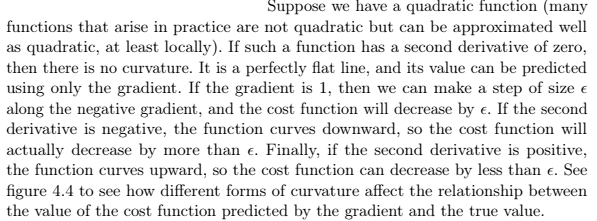 Suppose we have a quadratic function (many
functions that arise in practice are not quadratic but can be approximated well
as quadratic, at least locally). If such a function has a second derivative of zero,
then there is no curvature. It is a perfectly flat line, and its value can be predicted
using only the gradient. If the gradient is 1, then we can make a step of size ϵ
along the negative gradient, and the cost function will decrease by ϵ. If the second
derivative is negative, the function curves downward, so the cost function will
actually decrease by more than ϵ. Finally, if the second derivative is positive,
the function curves upward, so the cost function can decrease by less than ϵ. See
figure 4.4 to see how different forms of curvature affect the relationship between
the value of the cost function predicted by the gradient and the true value.